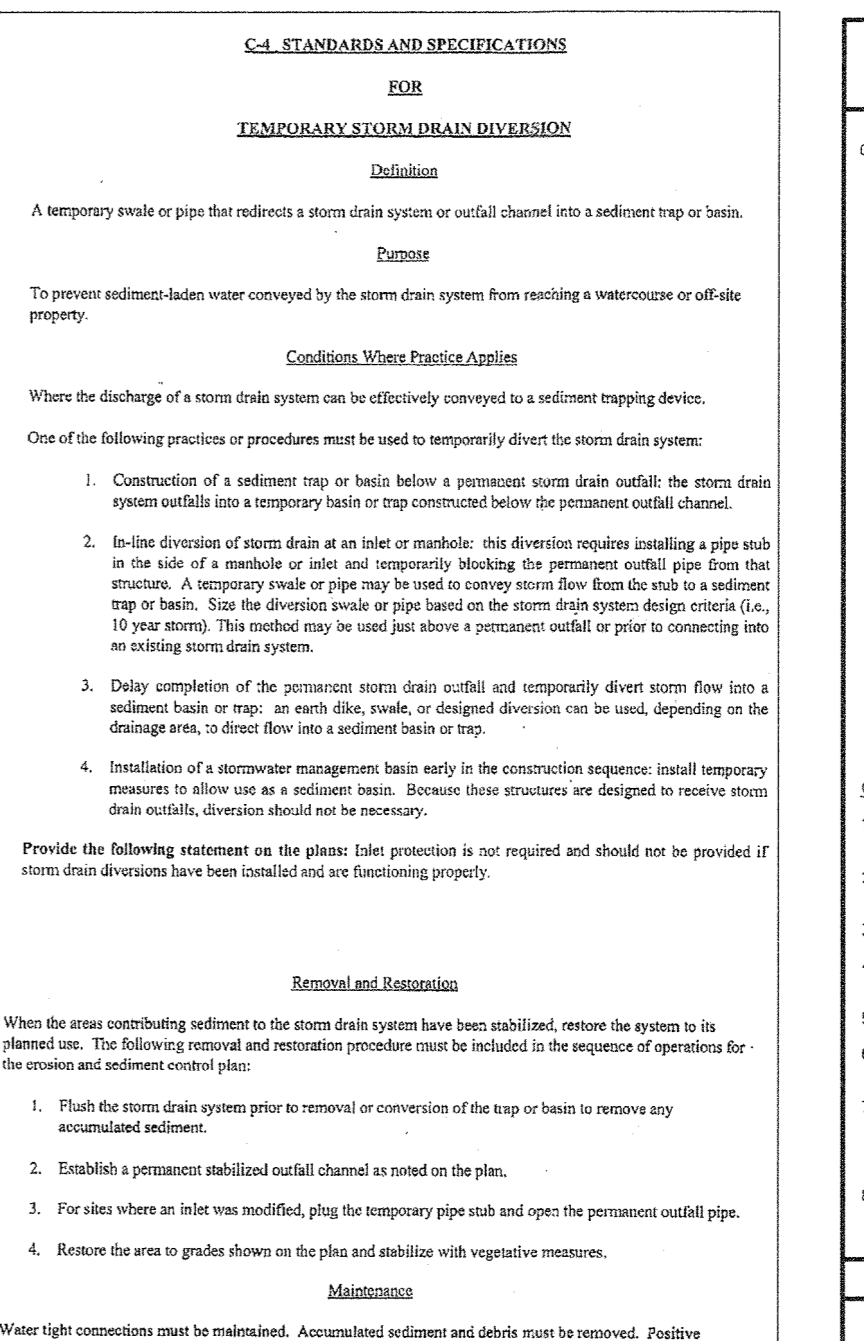 C-4 STANDARDS AND SPECIFICATIONS
FOR
TEMPORARY STORM DRAIN DIVERSION
Definition
A temporary swale or pipe that redirects a storm drain system or outfall channel into a sediment trap or basin.
Purpose
To prevent sediment-laden water conveyed by the storm drain system from reaching a watercourse or off-site
property.
Conditions Where Practice Applies
Where the discharge of a storm drain system can be effectively conveyed to a sediment trapping device.
One of the following practices or procedures must be used to temporarily divert the storm drain system:
1. Construction of a sediment trap or basin below a permanent storm drain outfall: the storm drain
system outfalls into a temporary basin or trap constructed below the permanent outfall channel.
2. In-line diversion of storm drain at an inlet or manhole: this diversion requires installing a pipe stub
in the side of a manhole or inlet and temporarily blocking the permanent outfall pipe from that
structure. A temporary swale or pipe may be used to convey storm flow from the stub to a sediment
trap or basin. Size the diversion swale or pipe based on the storm drain system design criteria (i.e.,
10 year storm). This method may be used just above a permanent outfall or prior to connecting into
an existing storm drain system.
3. Delay completion of the permanent storm drain outfall and temporarily divert storm flow into a
sediment basin or trap: an earth dike, swale, or designed diversion can be used, depending on the
drainage area, to direct flow into a sediment basin or trap.
4. Installation of a stormwater management basin early in the construction sequence: install temporary
measures to allow use as a sediment basin. Because these structures are designed to receive storm
drain outfalls, diversion should not be necessary.
Provide the following statement on the plans: Inlet protection is not required and should not be provided if
storm drain diversions have been installed and are functioning properly.
Removal and Restoration
When the areas contributing sediment to the storm drain system have been stabilized, restore the system to its
planned use. The following removal and restoration procedure must be included in the sequence of operations for
the erosion and sediment control plan:
1. Flush the storm drain system prior to removal or conversion of the trap or basin to remove any
accumulated sediment.
2. Establish a permanent stabilized outfall channel as noted on the plan.
3. For sites where an inlet was modified, plug the temporary pipe stub and open the permanent outfall pipe.
4. Restore the area to grades shown on the plan and stabilize with vegetative measures.
Maintenance
Water tight connections must be maintained. Accumulated sediment and debris must be removed. Positive